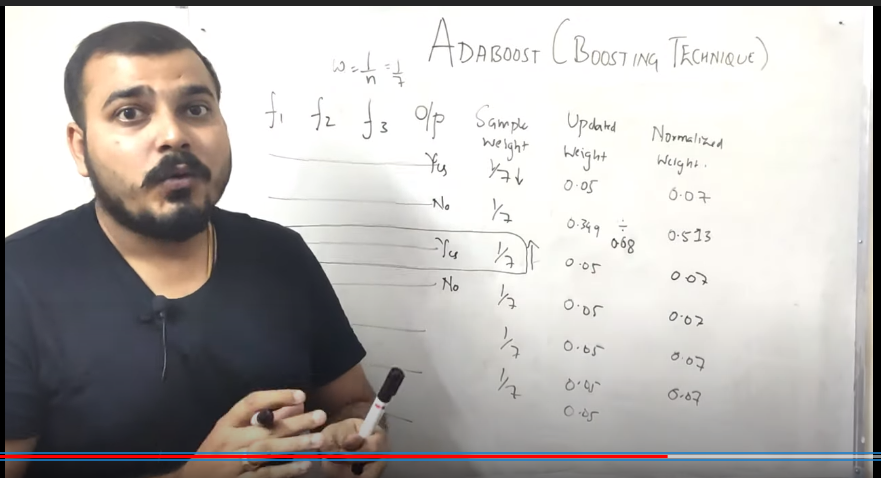 ADABOOST (BOOSTING TECHNIQUE)
w = 1/n = 1/7
f1 f2 f3 O/p Sample weight Updated weight Normalized weight.
Yes 1/7 ↓ 0.05 0.07
No 1/7 0.349 ÷ 0.68 0.513
Yes 1/7 ↑ 0.05 0.07
No 1/7 0.05 0.07
1/7 0.05 0.07
1/7 0.05 0.07
0.05